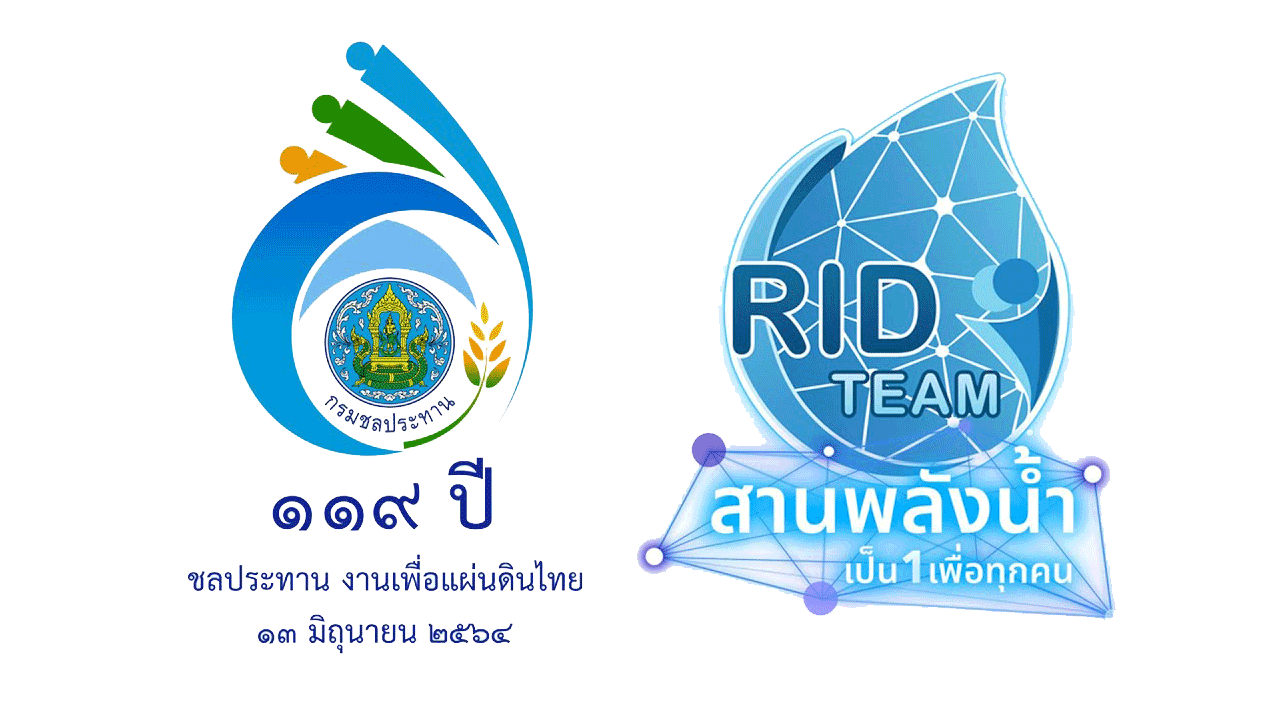 กรมชลประทาน
๑๑๙ ปี
ชลประทาน งานเพื่อแผ่นดินไทย
๑๓ มิถุนายน ๒๕๖๔
RID
TEAM
สานพลังน้ำ
เป็น1เพื่อทุกคน